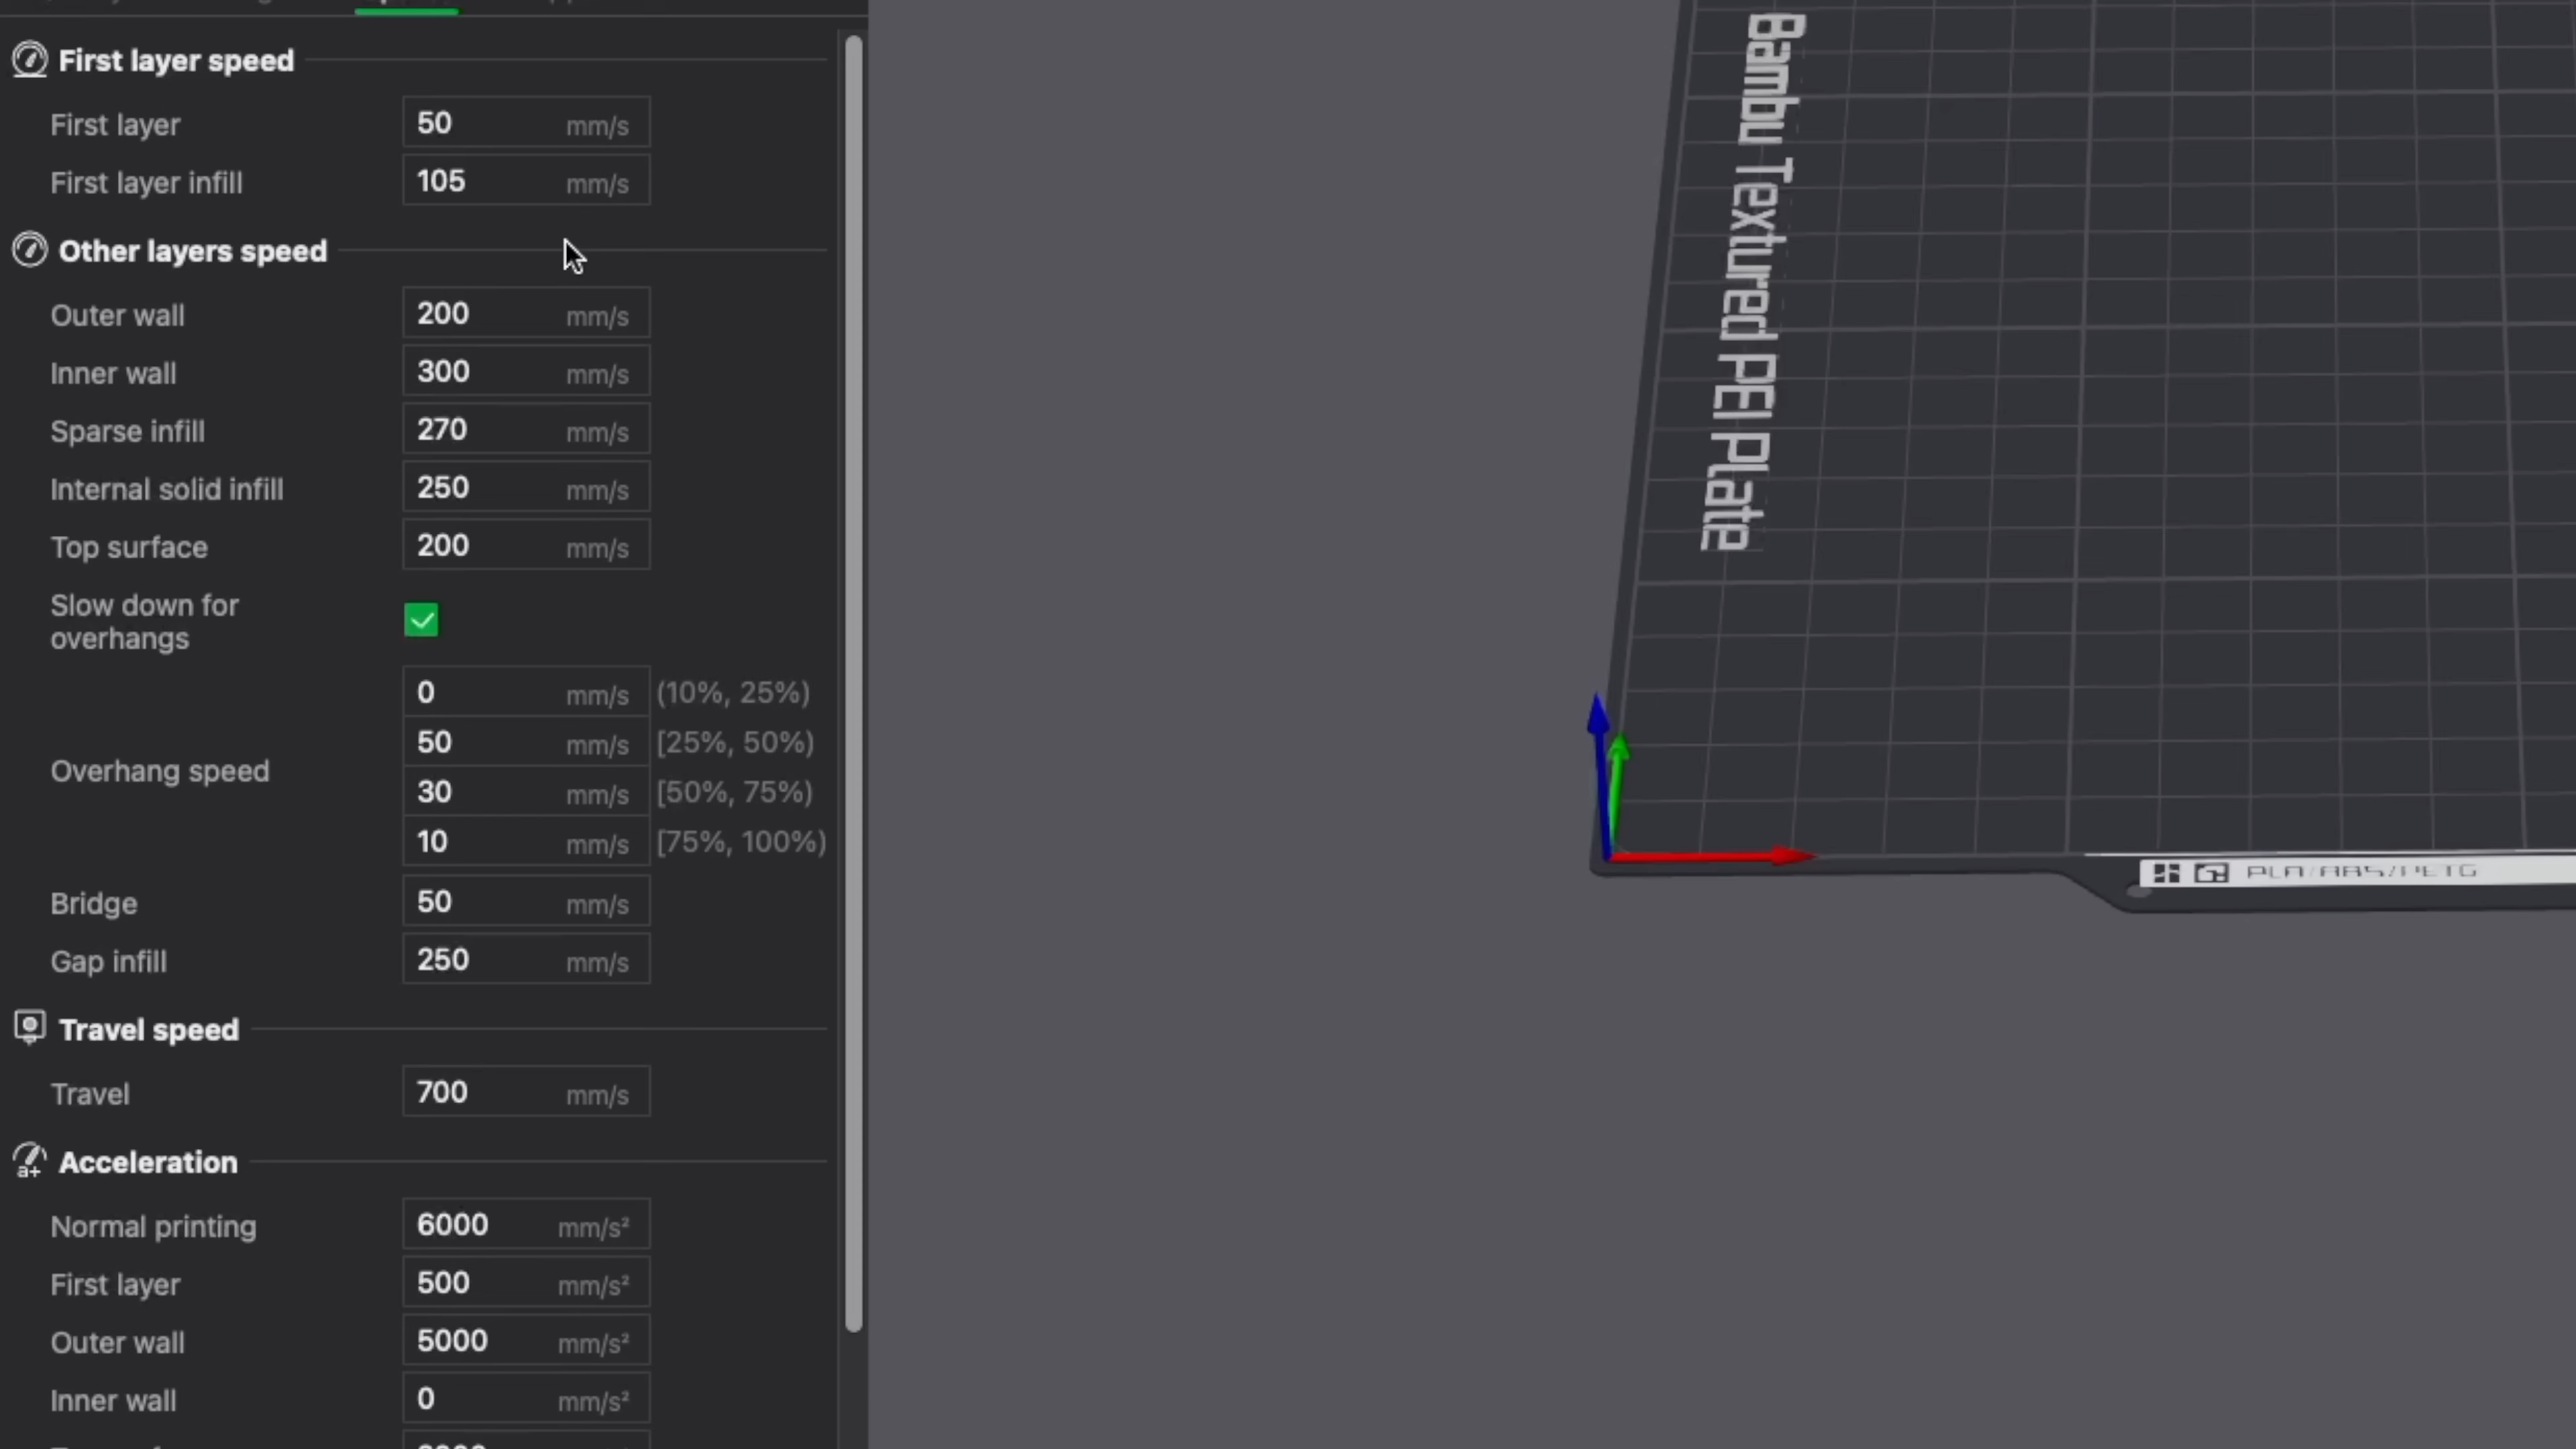 First layer speed
First layer 50 mm/s
First layer infill 105 mm/s
Other layers speed
Outer wall 200 mm/s
Inner wall 300 mm/s
Sparse infill 270 mm/s
Internal solid infill 250 mm/s
Top surface 200 mm/s
Slow down for
overhangs
0 mm/s (10%, 25%)
50 mm/s [25%, 50%)
Overhang speed
30 mm/s [50%, 75%)
10 mm/s [75%, 100%)
Bridge 50 mm/s
Gap infill 250 mm/s
Travel speed
Travel 700 mm/s
a+ Acceleration
Normal printing 6000 mm/s²
First layer 500 mm/s²
Outer wall 5000 mm/s²
Inner wall 0 mm/s²
Bambu Textured PEI Plate
PLA/ABS/PETG